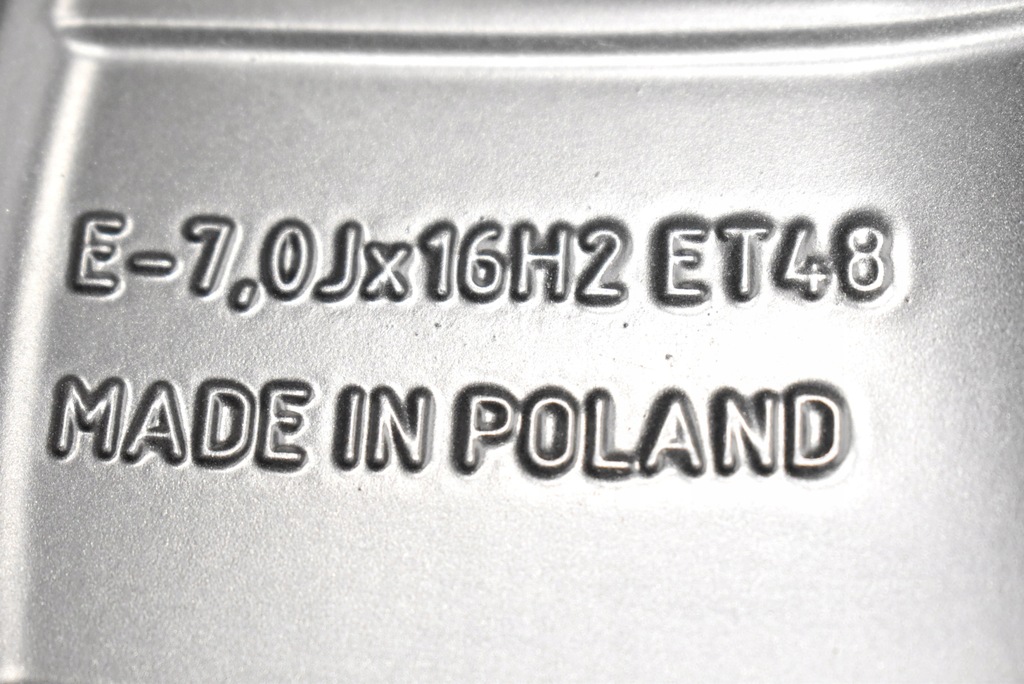 E-7,0Jx16H2 ET48
MADE IN POLAND